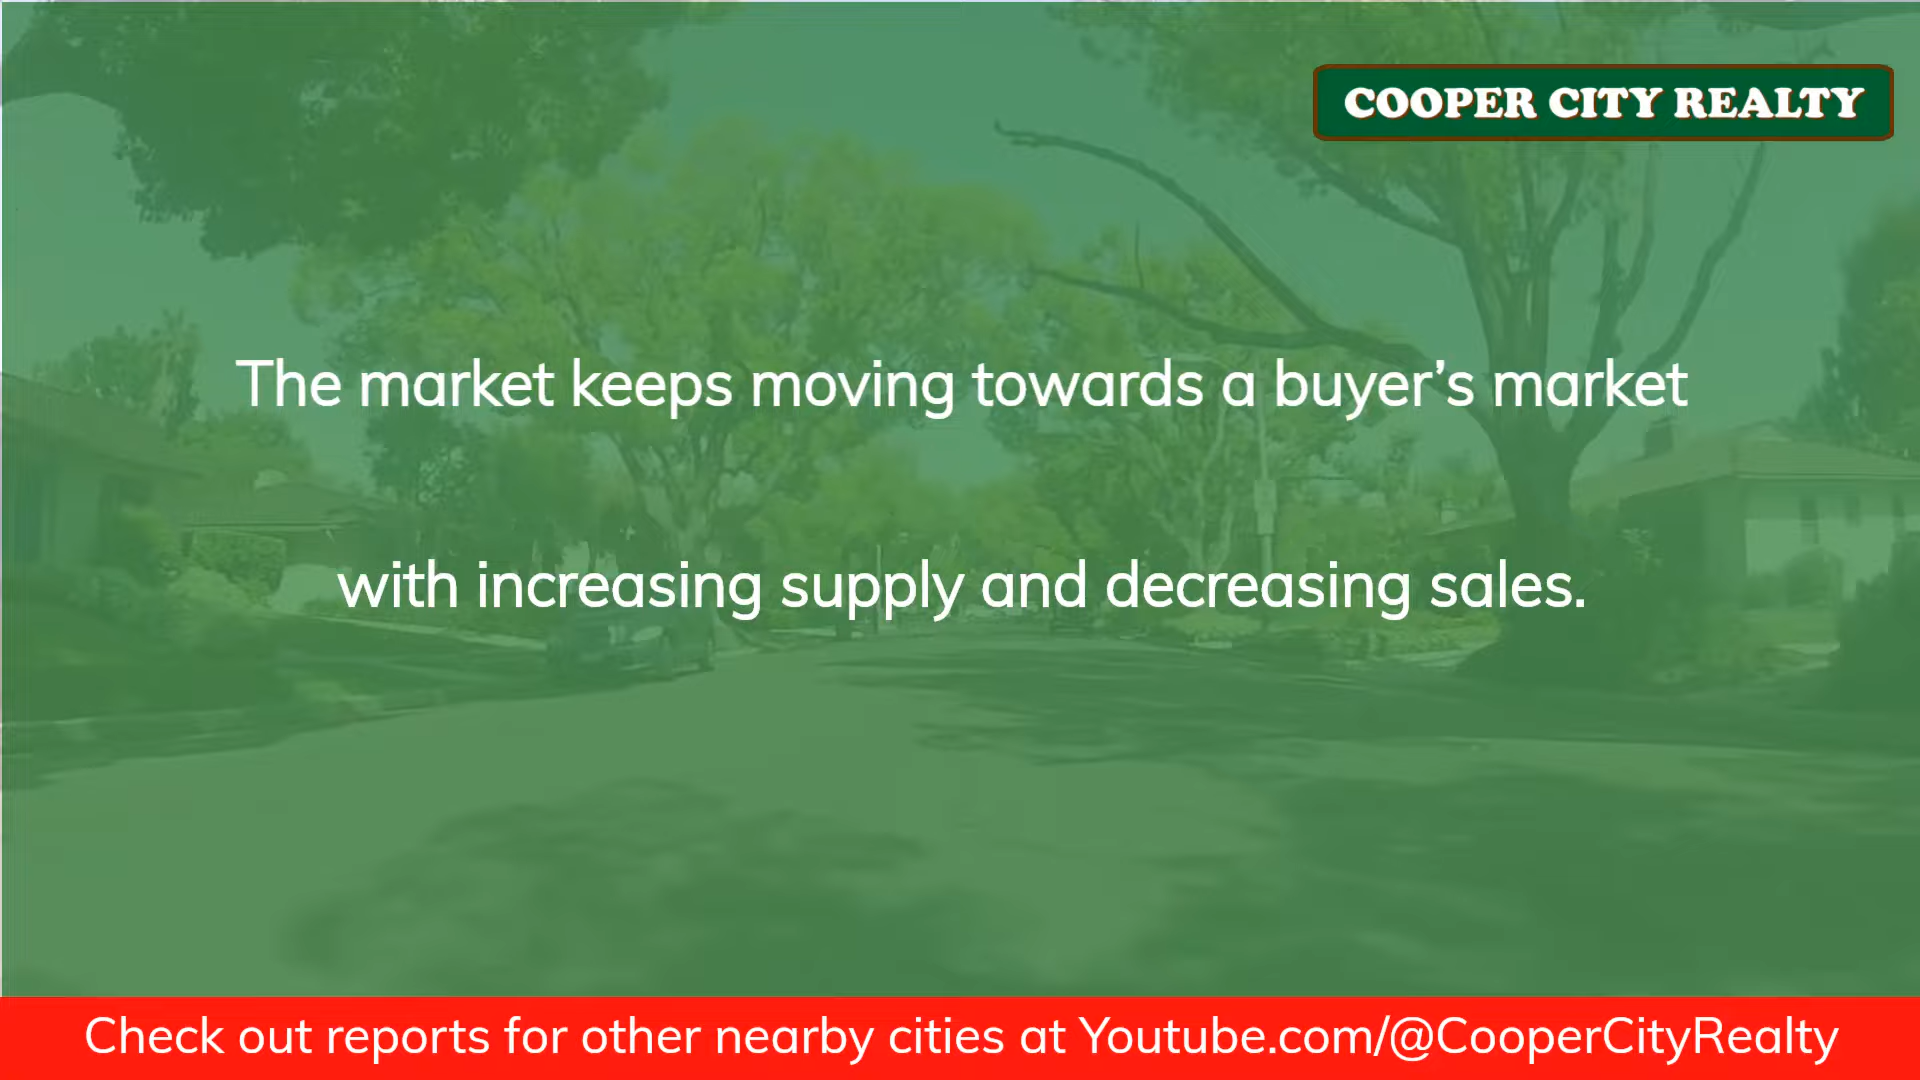 COOPER CITY REALTY
The market keeps moving towards a buyer’s market
with increasing supply and decreasing sales.
Check out reports for other nearby cities at Youtube.com/@CooperCityRealty